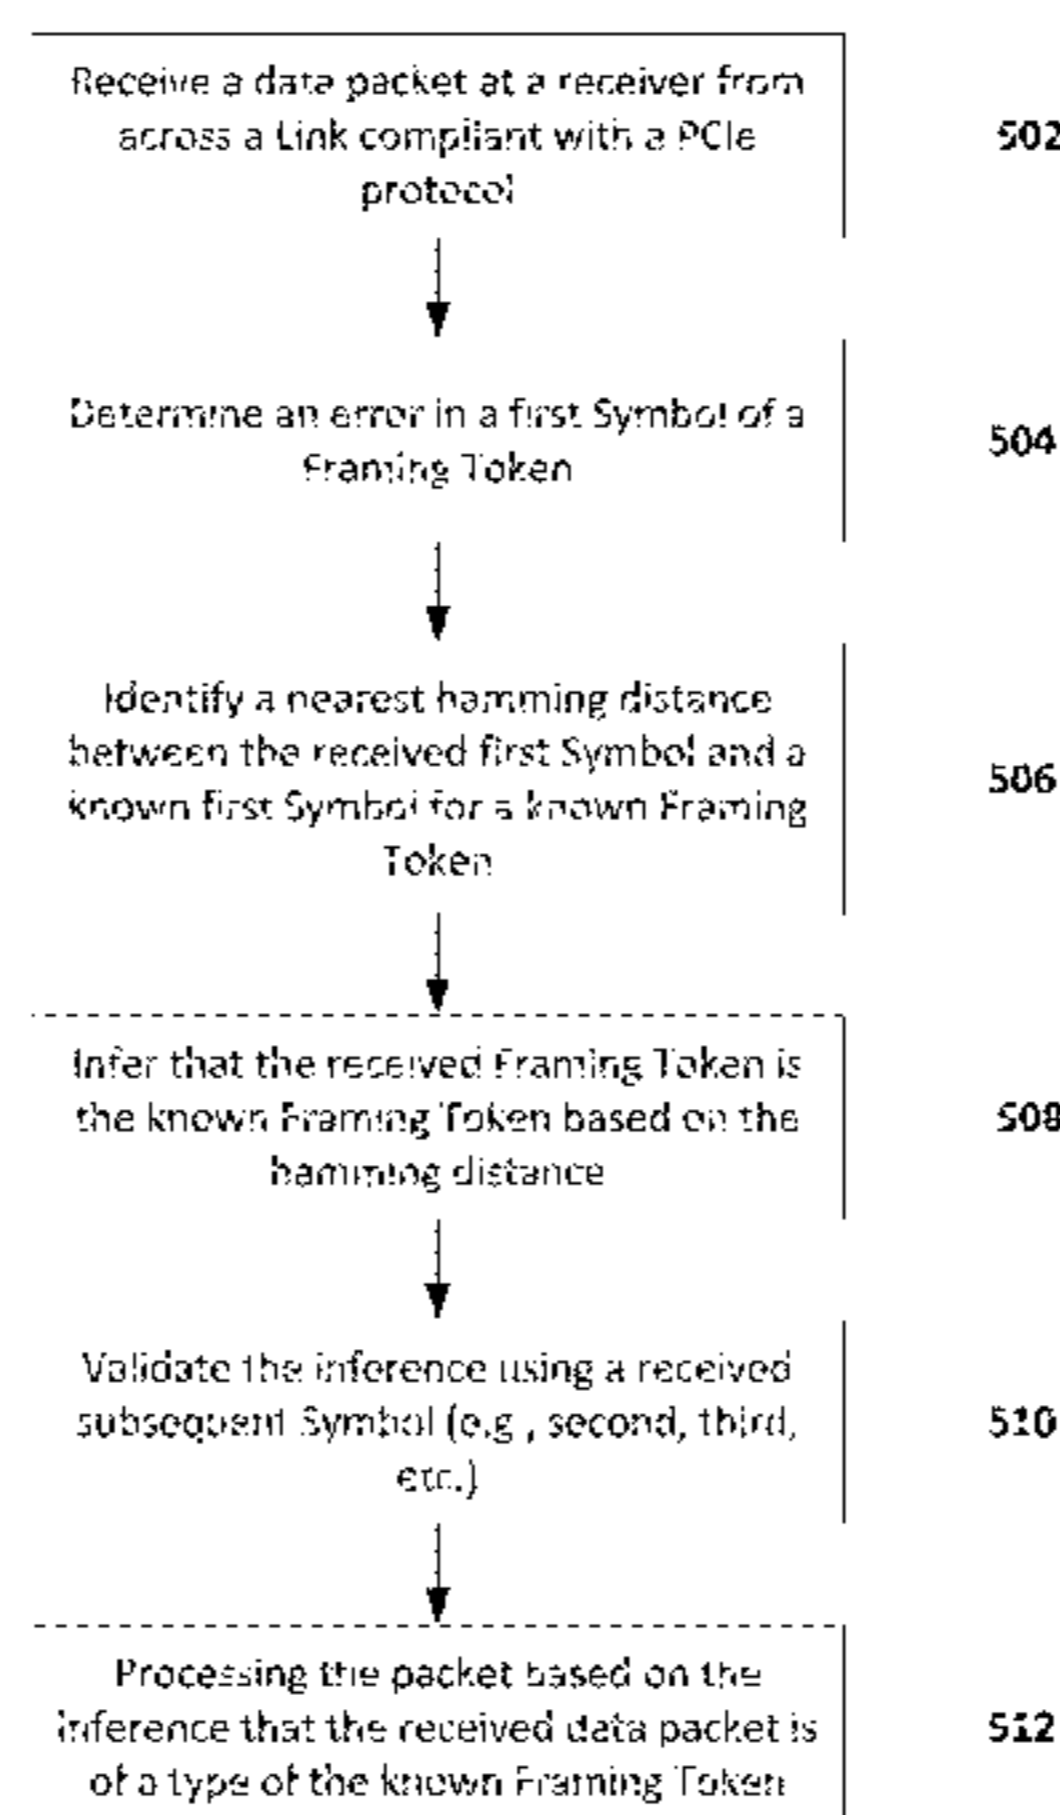 Receive a data packet at a receiver from
across a Link compliant with a PCIe
protocol
502
Determine an error in a first Symbol of a
Framing Token
504
Identify a nearest hamming distance
between the received first Symbol and a
known first Symbol for a known Framing
Token
506
Infer that the received Framing Token is
the known Framing Token based on the
hamming distance
508
Validate the inference using a received
subsequent Symbol (e.g., second, third,
etc.)
510
Processing the packet based on the
inference that the received data packet is
of a type of the known Framing Token
512